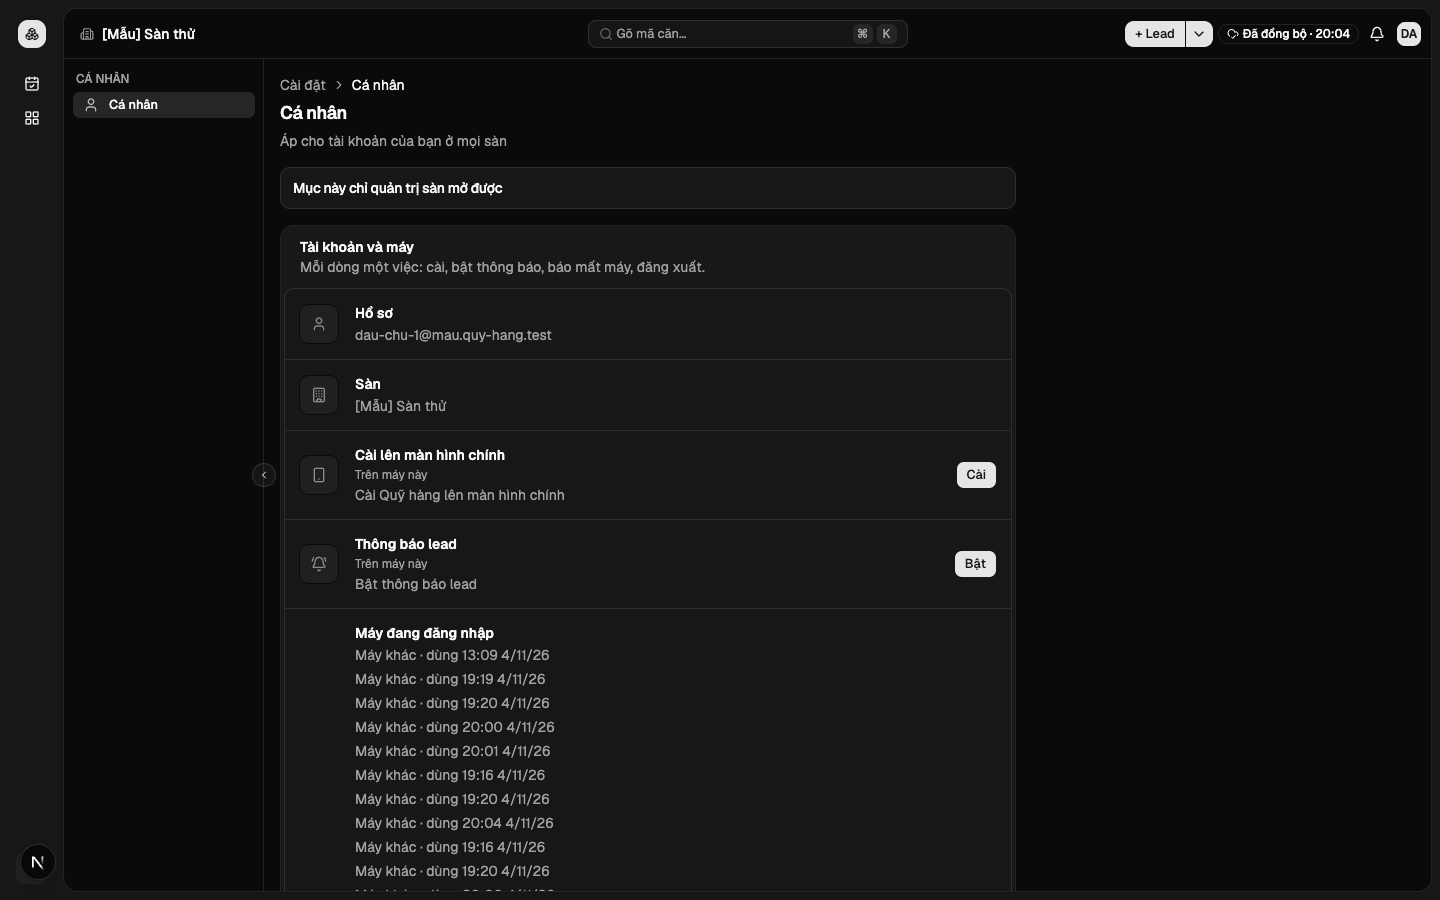 [Mẫu] Sàn thử
Gõ mã căn...
⌘ K
+ Lead
Đã đồng bộ · 20:04
DA
CÁ NHÂN
Cá nhân
Cài đặt > Cá nhân
Cá nhân
Áp cho tài khoản của bạn ở mọi sàn
Mục này chỉ quản trị sàn mở được
Tài khoản và máy
Mỗi dòng một việc: cài, bật thông báo, báo mất máy, đăng xuất.
Hồ sơ
dau-chu-1@mau.quy-hang.test
Sàn
[Mẫu] Sàn thử
Cài lên màn hình chính
Trên máy này
Cài Quỹ hàng lên màn hình chính
Cài
Thông báo lead
Trên máy này
Bật thông báo lead
Bật
Máy đang đăng nhập
Máy khác · dùng 13:09 4/11/26
Máy khác · dùng 19:19 4/11/26
Máy khác · dùng 19:20 4/11/26
Máy khác · dùng 20:00 4/11/26
Máy khác · dùng 20:01 4/11/26
Máy khác · dùng 19:16 4/11/26
Máy khác · dùng 19:20 4/11/26
Máy khác · dùng 20:04 4/11/26
Máy khác · dùng 19:16 4/11/26
Máy khác · dùng 19:20 4/11/26
N